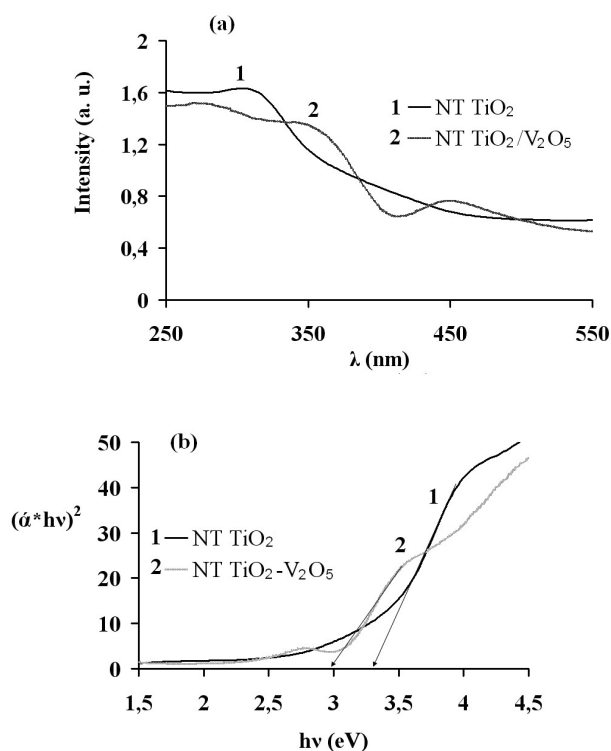 (a)
2
1,6
1,2
0,8
0,4
0
Intensity (a. u.)
1
2
1 NT TiO₂
2 NT TiO₂/V₂O₅
250 350 450 550
λ (nm)
(b)
50
40
30
20
10
0
(ά*hν)²
1
2
1 NT TiO₂
2 NT TiO₂-V₂O₅
1,5 2 2,5 3 3,5 4 4,5
hν (eV)